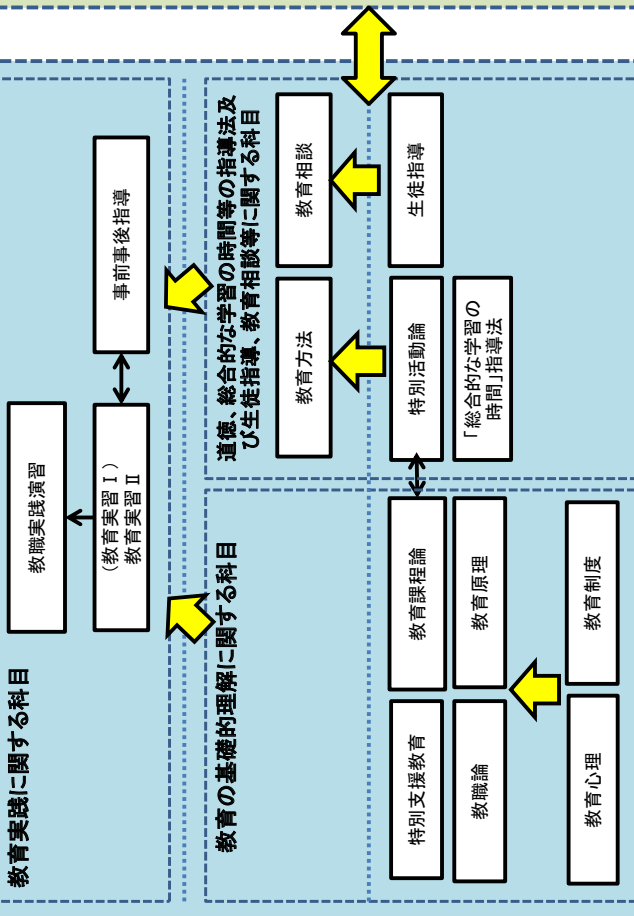 教育実践に関する科目
教職実践演習
(教育実習Ⅰ)
教育実習Ⅱ
事前事後指導
教育の基礎的理解に関する科目
特別支援教育
教育課程論
教職論
教育原理
教育心理
教育制度
道徳、総合的な学習の時間等の指導法及
び生徒指導、教育相談等に関する科目
教育方法
教育相談
特別活動論
生徒指導
「総合的な学習の
時間」指導法